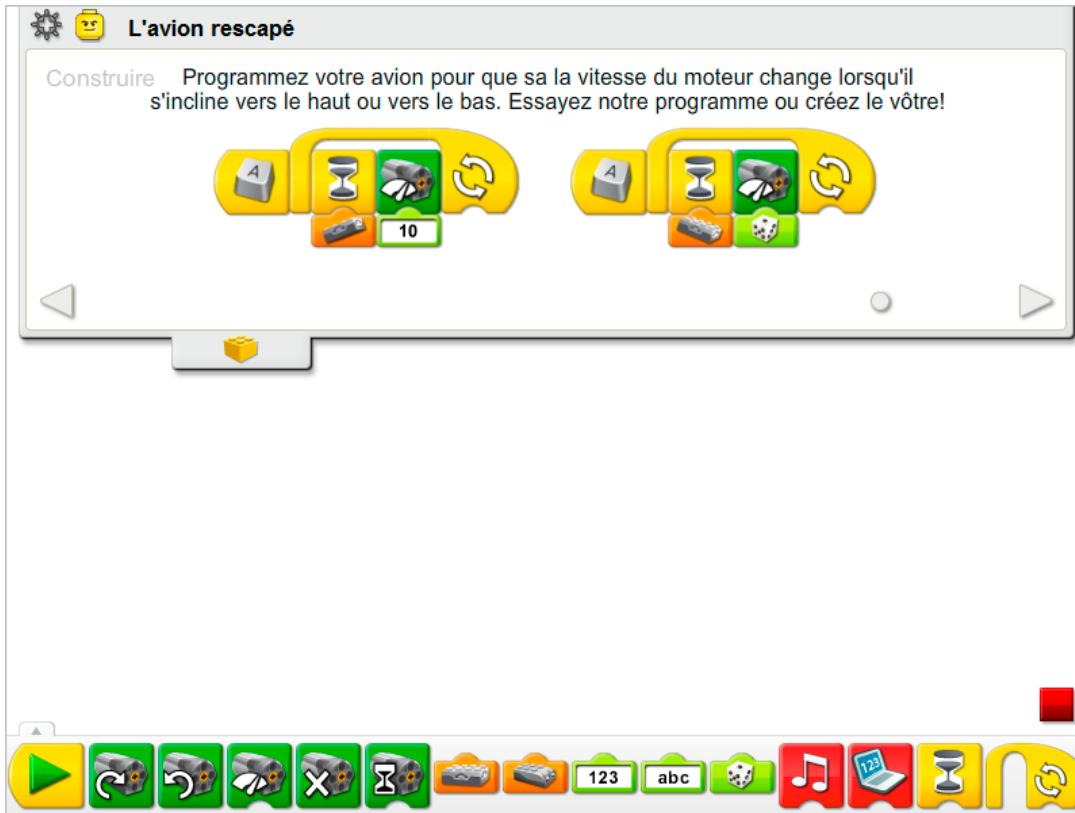 L'avion rescapé
Construire
Programmez votre avion pour que sa la vitesse du moteur change lorsqu'il
s'incline vers le haut ou vers le bas. Essayez notre programme ou créez le vôtre!
A
A
10
123
abc
123